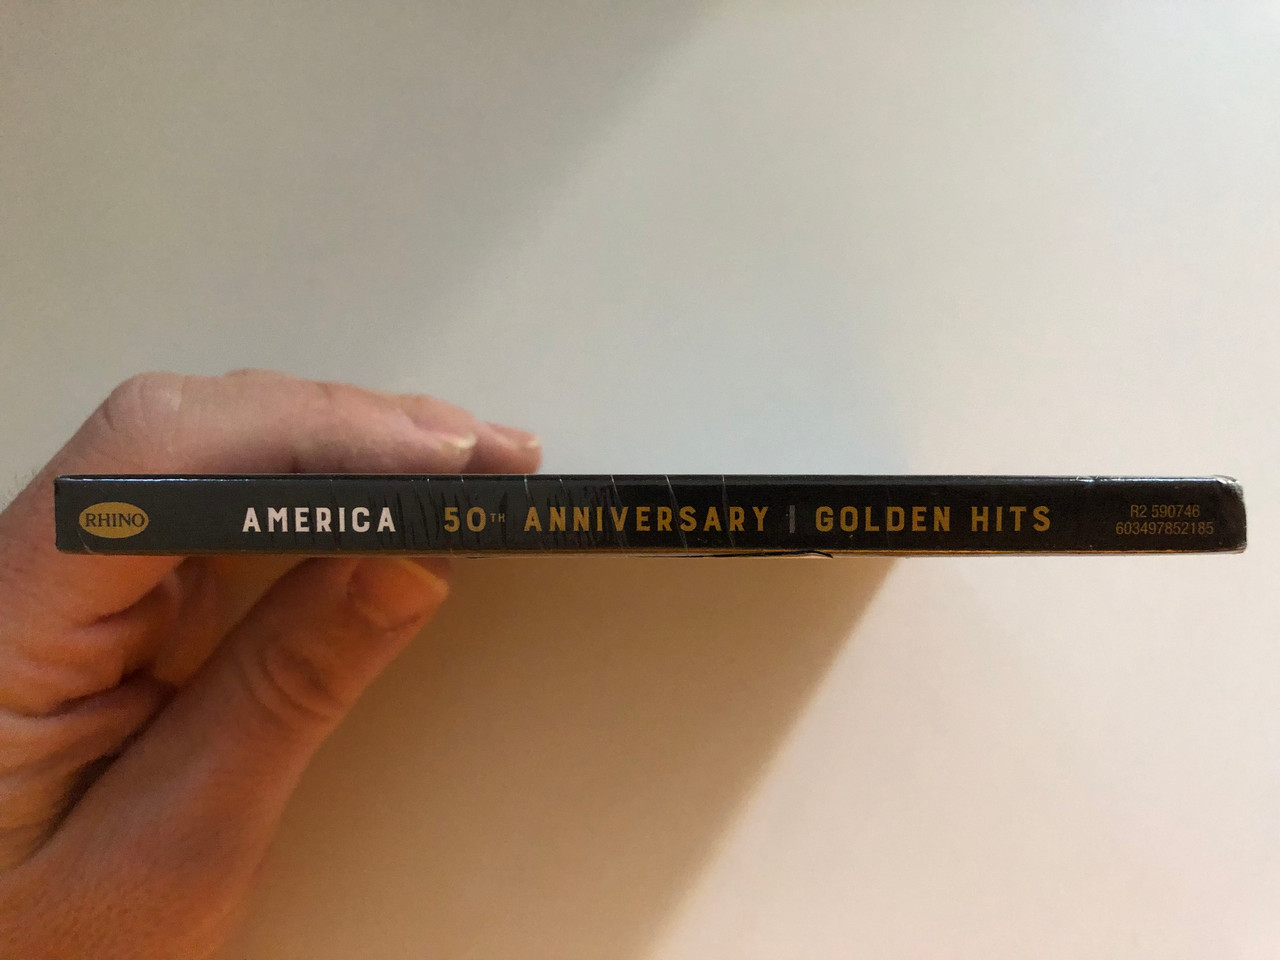 RHINO
AMERICA 50TH ANNIVERSARY | GOLDEN HITS
R2 590746
603497852185